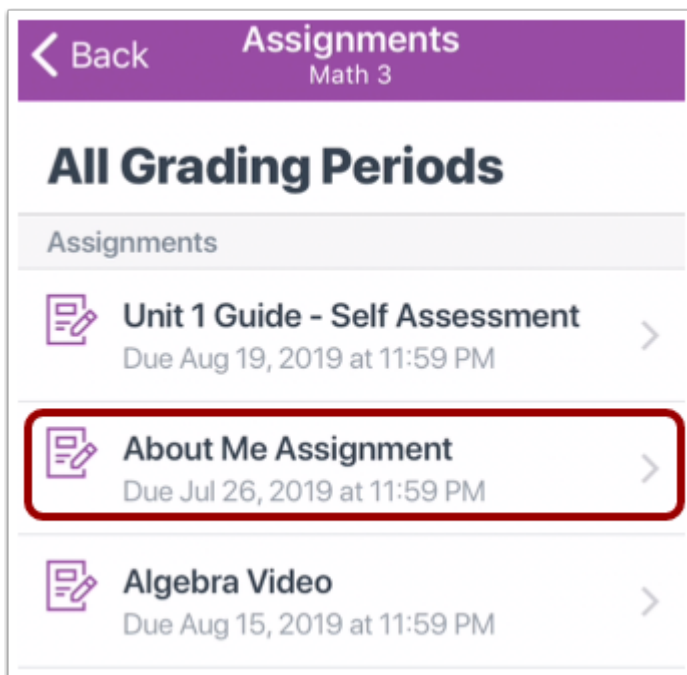 Back
Assignments
Math 3
All Grading Periods
Assignments
Unit 1 Guide - Self Assessment
Due Aug 19, 2019 at 11:59 PM
About Me Assignment
Due Jul 26, 2019 at 11:59 PM
Algebra Video
Due Aug 15, 2019 at 11:59 PM